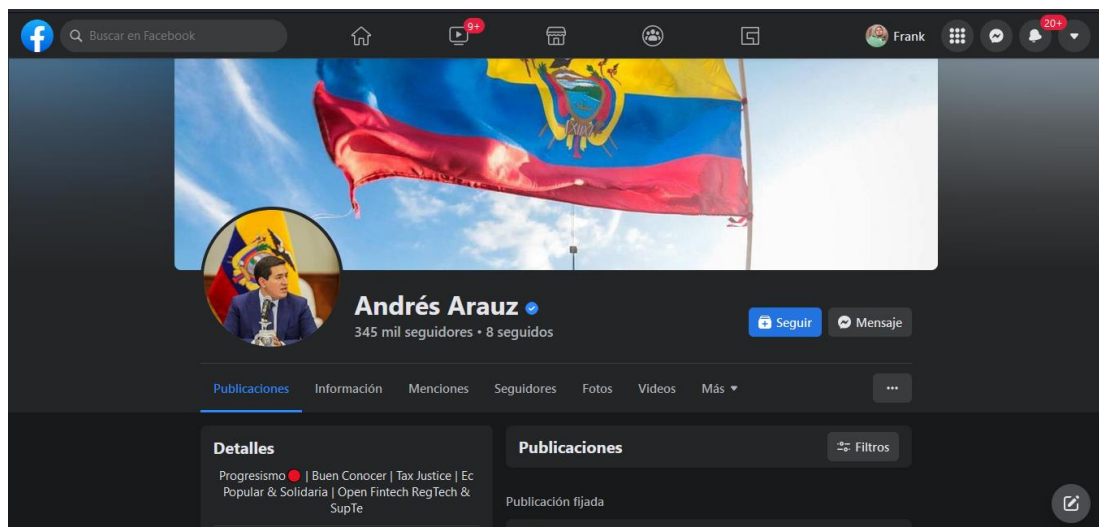 Buscar en Facebook
9+
Frank
20+
Andrés Arauz
345 mil seguidores • 8 seguidos
Seguir
Mensaje
Publicaciones Información Menciones Seguidores Fotos Videos Más
Detalles
Progresismo 🔴 | Buen Conocer | Tax Justice | Ec
Popular & Solidaria | Open Fintech RegTech &
SupTe
Publicaciones
Filtros
Publicación fijada